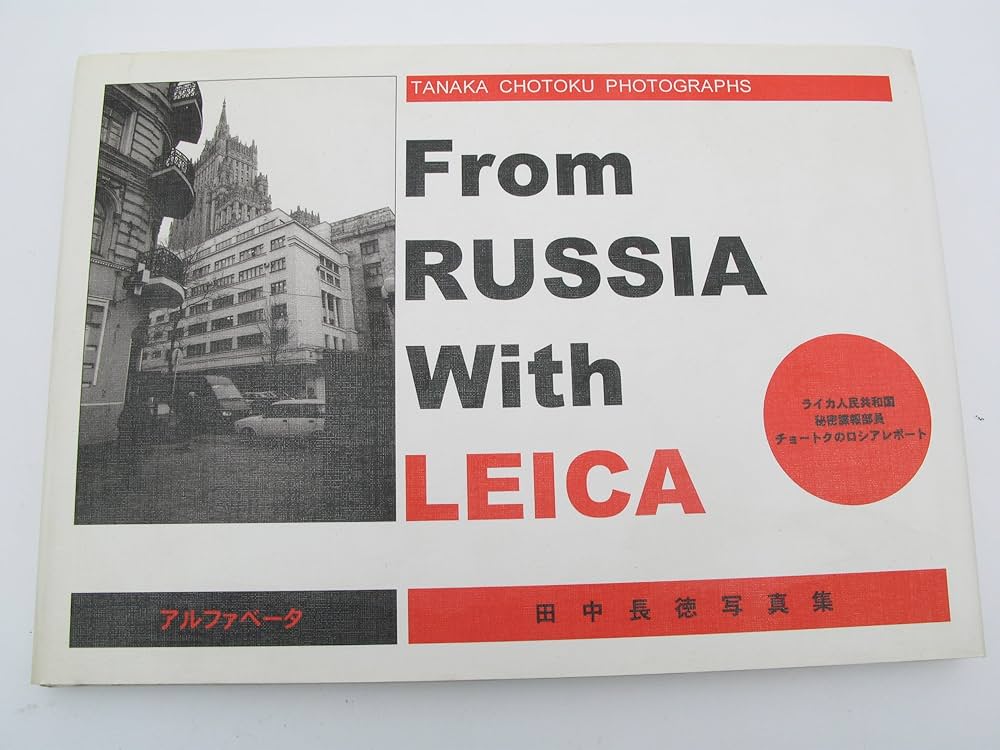 TANAKA CHOTOKU PHOTOGRAPHS
From
RUSSIA
With
LEICA
ライカ人民共和国
秘密諜報部員
チョートクのロシアレポート
アルファベータ
田中長徳写真集